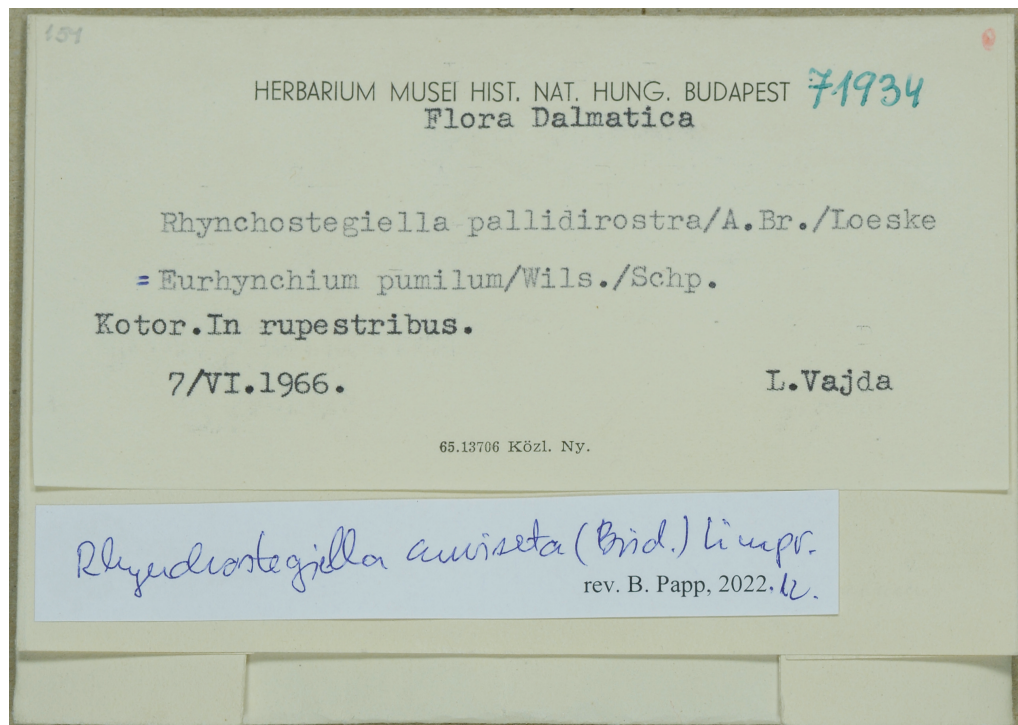 151
HERBARIUM MUSEI HIST. NAT. HUNG. BUDAPEST 71934
Flora Dalmatica
Rhynchostegiella pallidirostra/A.Br./Loeske
=Eurhynchium pumilum/Wils./Schp.
Kotor.In rupestribus.
7/VI.1966. L.Vajda
65.13706 Közl. Ny.
Rhynchostegiella curviseta (Brid.) Limpr.
rev. B. Papp, 2022. 12.